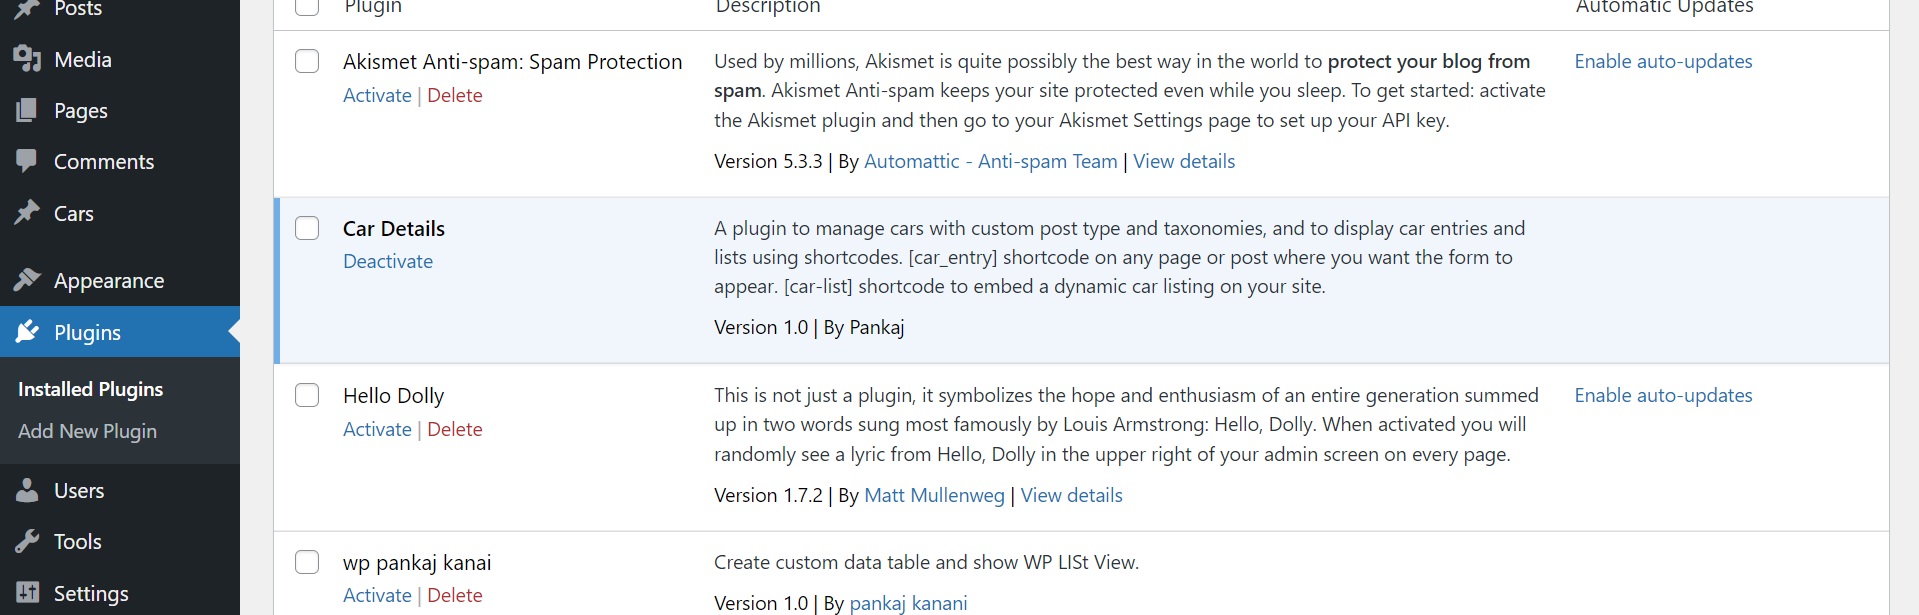 Posts
Media
Pages
Comments
Cars
Appearance
Plugins
Installed Plugins
Add New Plugin
Users
Tools
Settings
Plugin
Description
Automatic Updates
Akismet Anti-spam: Spam Protection
Activate | Delete
Used by millions, Akismet is quite possibly the best way in the world to protect your blog from
spam. Akismet Anti-spam keeps your site protected even while you sleep. To get started: activate
the Akismet plugin and then go to your Akismet Settings page to set up your API key.
Version 5.3.3 | By Automattic - Anti-spam Team | View details
Enable auto-updates
Car Details
Deactivate
A plugin to manage cars with custom post type and taxonomies, and to display car entries and
lists using shortcodes. [car_entry] shortcode on any page or post where you want the form to
appear. [car-list] shortcode to embed a dynamic car listing on your site.
Version 1.0 | By Pankaj
Hello Dolly
Activate | Delete
This is not just a plugin, it symbolizes the hope and enthusiasm of an entire generation summed
up in two words sung most famously by Louis Armstrong: Hello, Dolly. When activated you will
randomly see a lyric from Hello, Dolly in the upper right of your admin screen on every page.
Version 1.7.2 | By Matt Mullenweg | View details
Enable auto-updates
wp pankaj kanai
Activate | Delete
Create custom data table and show WP LISt View.
Version 1.0 | By pankaj kanani